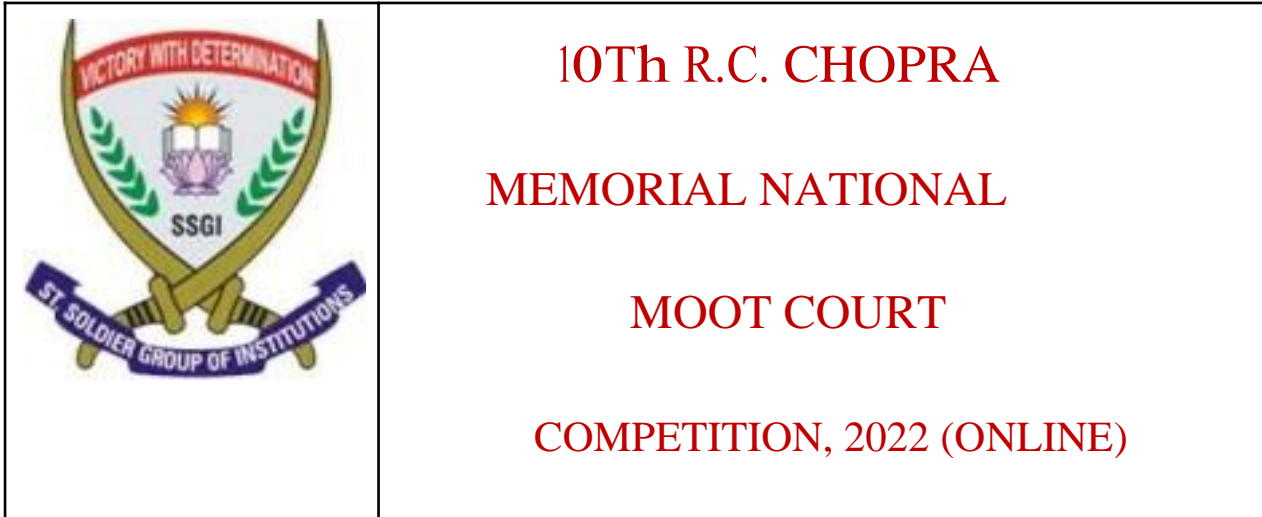 VICTORY WITH DETERMINATION
SSGI
ST. SOLDIER GROUP OF INSTITUTIONS
10Th R.C. CHOPRA
MEMORIAL NATIONAL
MOOT COURT
COMPETITION, 2022 (ONLINE)